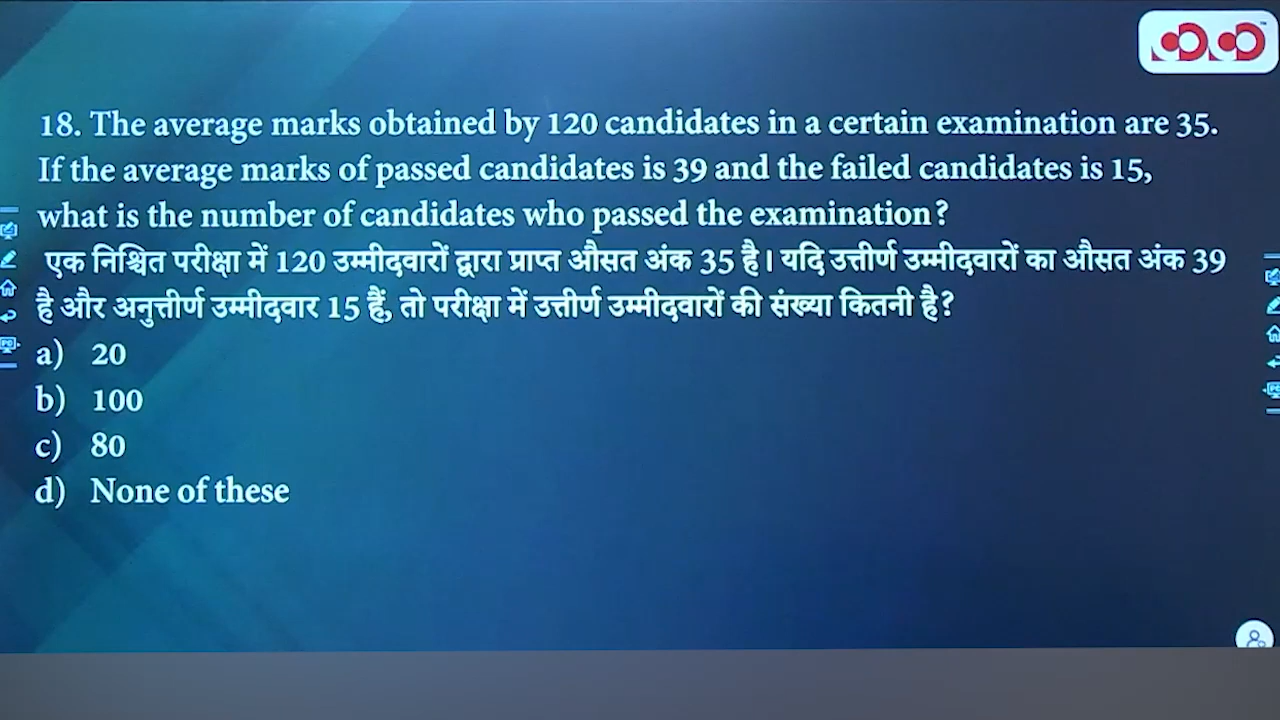 18. The average marks obtained by 120 candidates in a certain examination are 35.
If the average marks of passed candidates is 39 and the failed candidates is 15,
what is the number of candidates who passed the examination?
एक निश्चित परीक्षा में 120 उम्मीदवारों द्वारा प्राप्त औसत अंक 35 है। यदि उत्तीर्ण उम्मीदवारों का औसत अंक 39
है और अनुत्तीर्ण उम्मीदवार 15 हैं, तो परीक्षा में उत्तीर्ण उम्मीदवारों की संख्या कितनी है?
a) 20
b) 100
c) 80
d) None of these